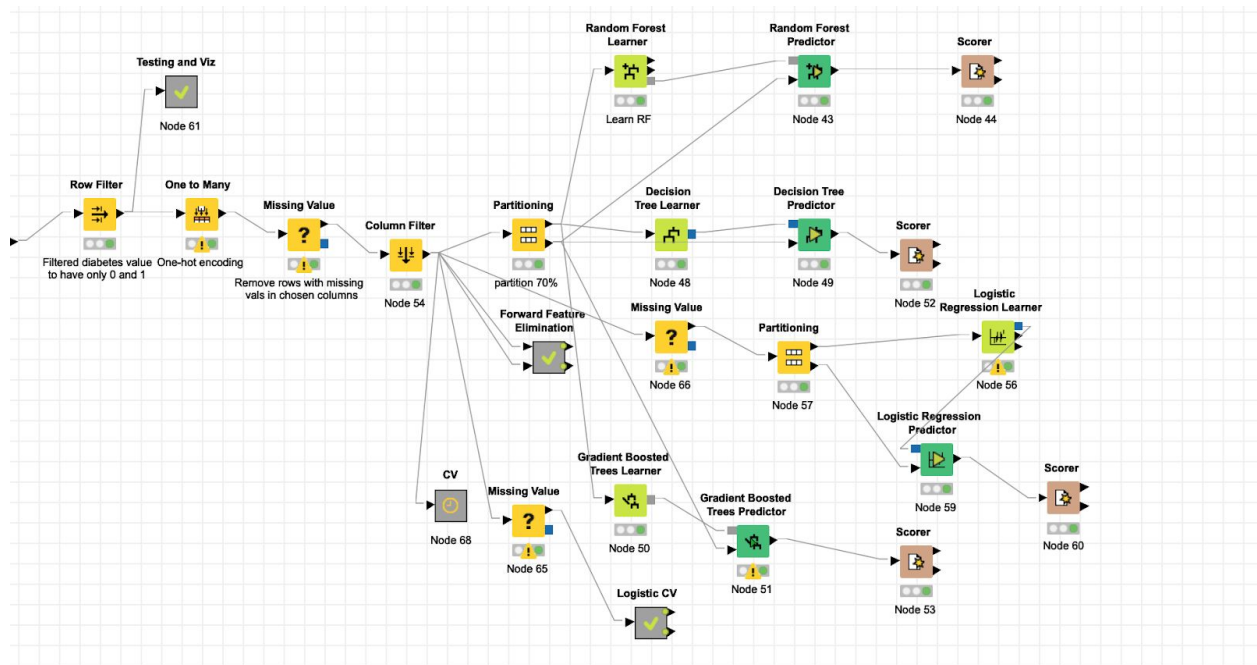 Random Forest
Learner
Learn RF
Random Forest
Predictor
Node 43
Scorer
Node 44
Testing and Viz
Node 61
Row Filter
Filtered diabetes value
to have only 0 and 1
One to Many
One-hot encoding
Missing Value
?
Remove rows with missing
vals in chosen columns
Column Filter
Node 54
Partitioning
partition 70%
Decision
Tree Learner
Node 48
Decision Tree
Predictor
Node 49
Scorer
Node 52
Forward Feature
Elimination
Missing Value
?
Node 66
Partitioning
Node 57
Logistic
Regression Learner
Node 56
Logistic Regression
Predictor
Node 59
Scorer
Node 60
CV
Node 68
Missing Value
?
Node 65
Gradient Boosted
Trees Learner
Node 50
Gradient Boosted
Trees Predictor
Node 51
Scorer
Node 53
Logistic CV